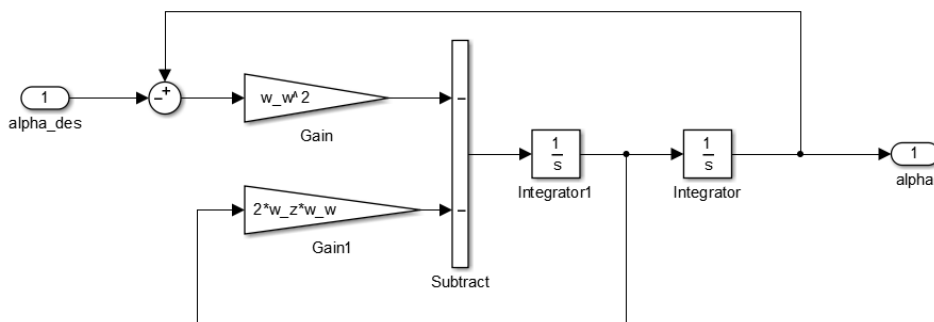 1
alpha_des
− +
w_w^2
Gain
−
2*w_z*w_w
Gain1
−
Subtract
1
s
Integrator1
1
s
Integrator
1
alpha